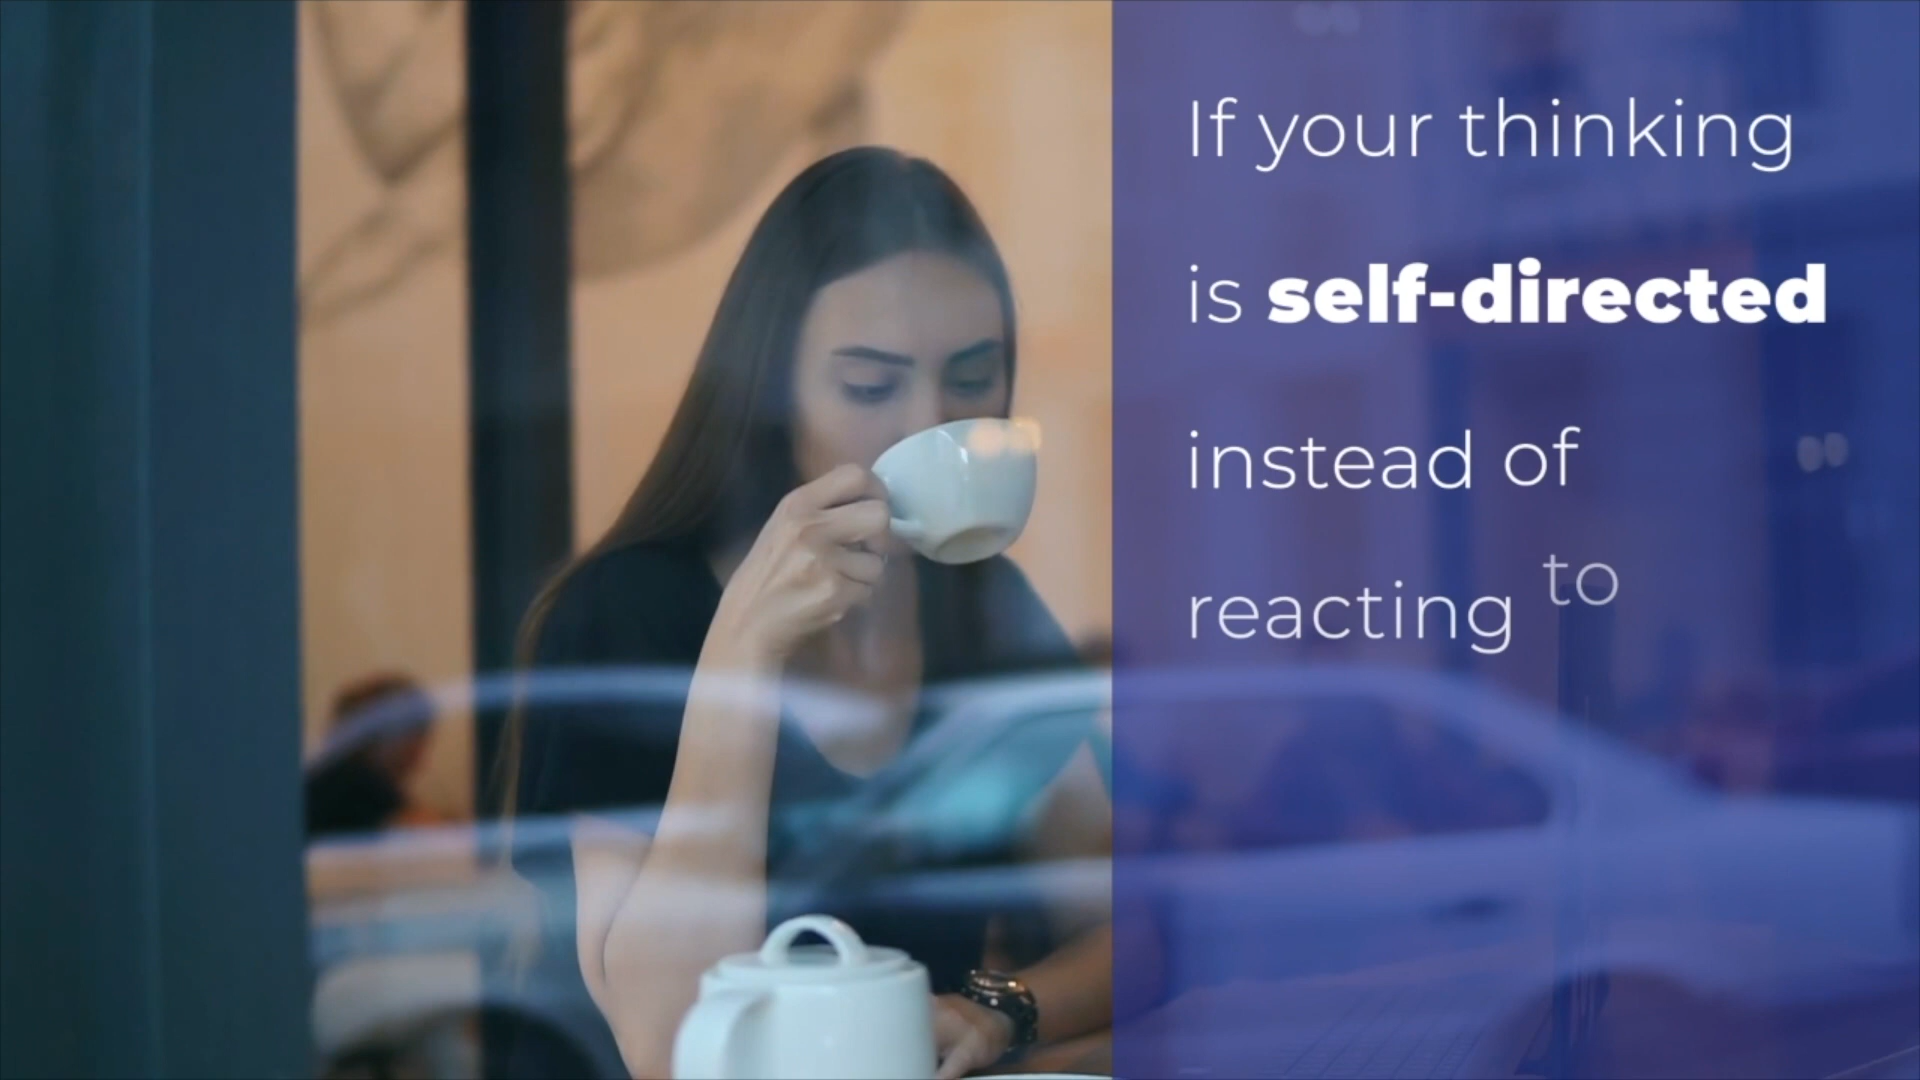 If your thinking
is self-directed
instead of
reacting to